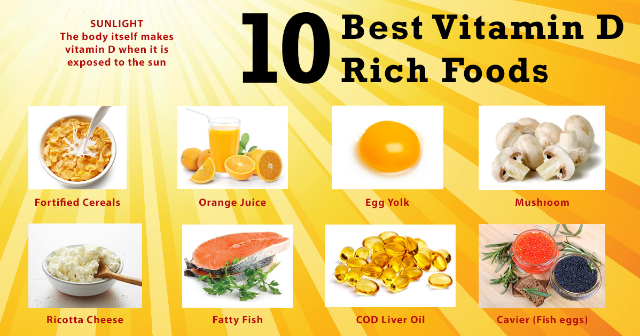 SUNLIGHT
The body itself makes
vitamin D when it is
exposed to the sun
10 Best Vitamin D
Rich Foods
Fortified Cereals
Orange Juice
Egg Yolk
Mushroom
Ricotta Cheese
Fatty Fish
COD Liver Oil
Cavier (Fish eggs)